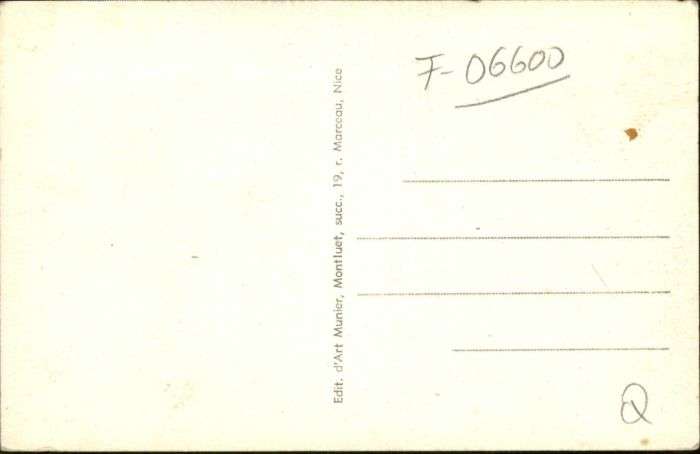 F-06600
Edit. d'Art Munier, Montluet, succ., 19, r. Marceau, Nice
Q